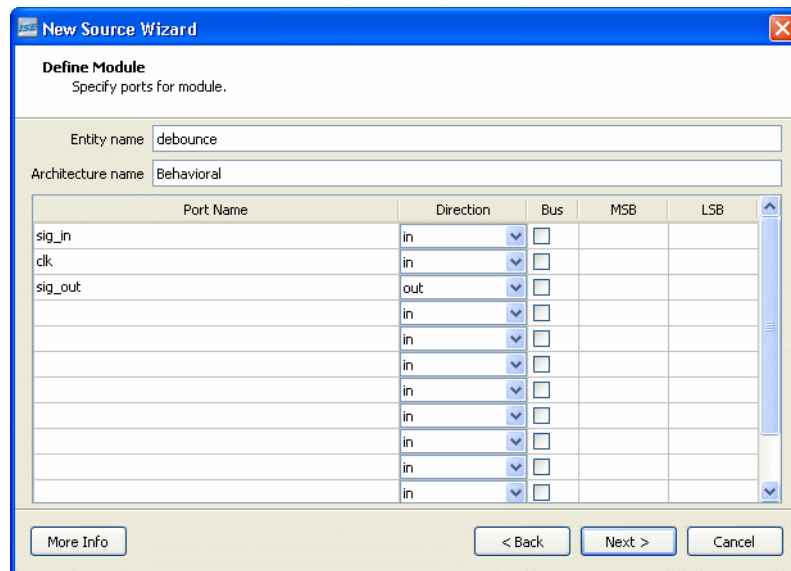 ISE New Source Wizard
Define Module
Specify ports for module.
Entity name debounce
Architecture name Behavioral
Port Name Direction Bus MSB LSB
sig_in in
clk in
sig_out out
in
in
in
in
in
in
in
in
More Info < Back Next > Cancel